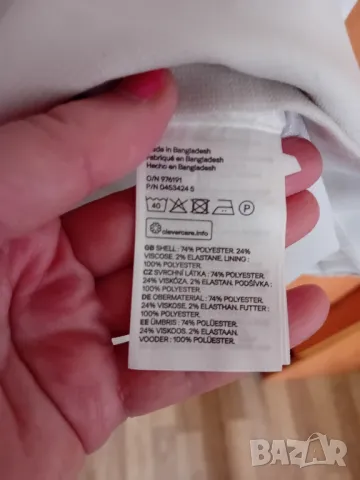 Made in Bangladesh
Fabriqué en Bangladesh
Hecho en Bangladesh
O/N 976191
P/N 0453424 5
40 P
clevercare.info
GB SHELL: 74% POLYESTER, 24%
VISCOSE, 2% ELASTANE. LINING:
100% POLYESTER.
CZ SVRCHNÍ LÁTKA: 74% POLYESTER,
24% VISKÓZA, 2% ELASTAN. PODŠÍVKA:
100% POLYESTER.
DE OBERMATERIAL: 74% POLYESTER,
24% VISKOSE, 2% ELASTHAN. FUTTER:
100% POLYESTER.
EE ÜMBRIS: 74% POLÜESTER,
24% VISKOOS, 2% ELASTAAN.
VOODER: 100% POLÜESTER.
BAZAR
bg